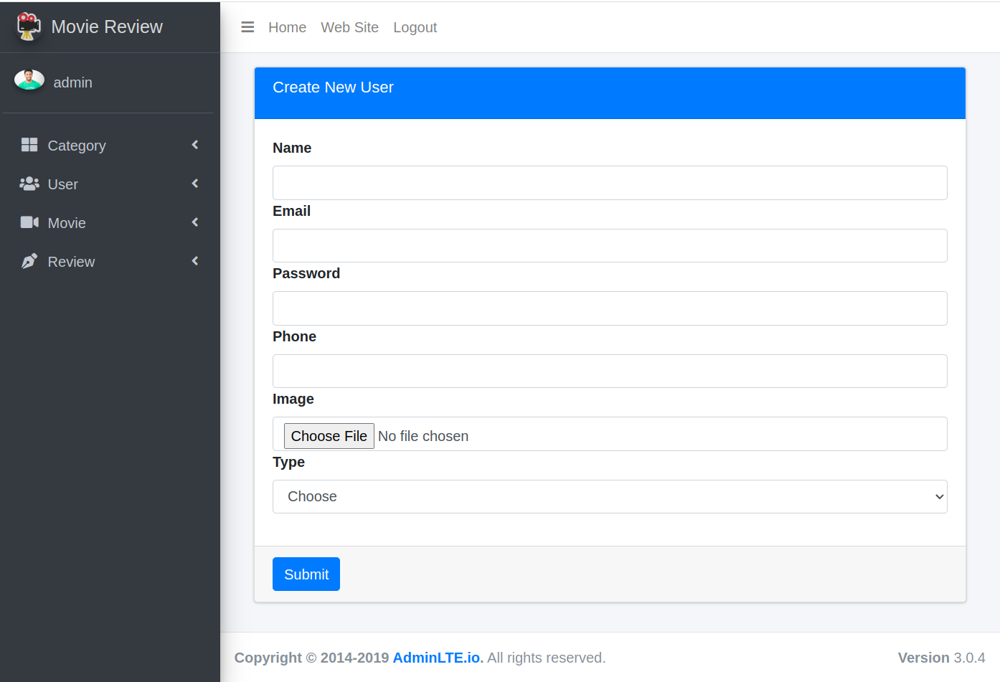 Movie Review
Home Web Site Logout
admin
Category
User
Movie
Review
Create New User
Name
Email
Password
Phone
Image
Choose File No file chosen
Type
Choose
Submit
Copyright © 2014-2019 AdminLTE.io. All rights reserved.
Version 3.0.4